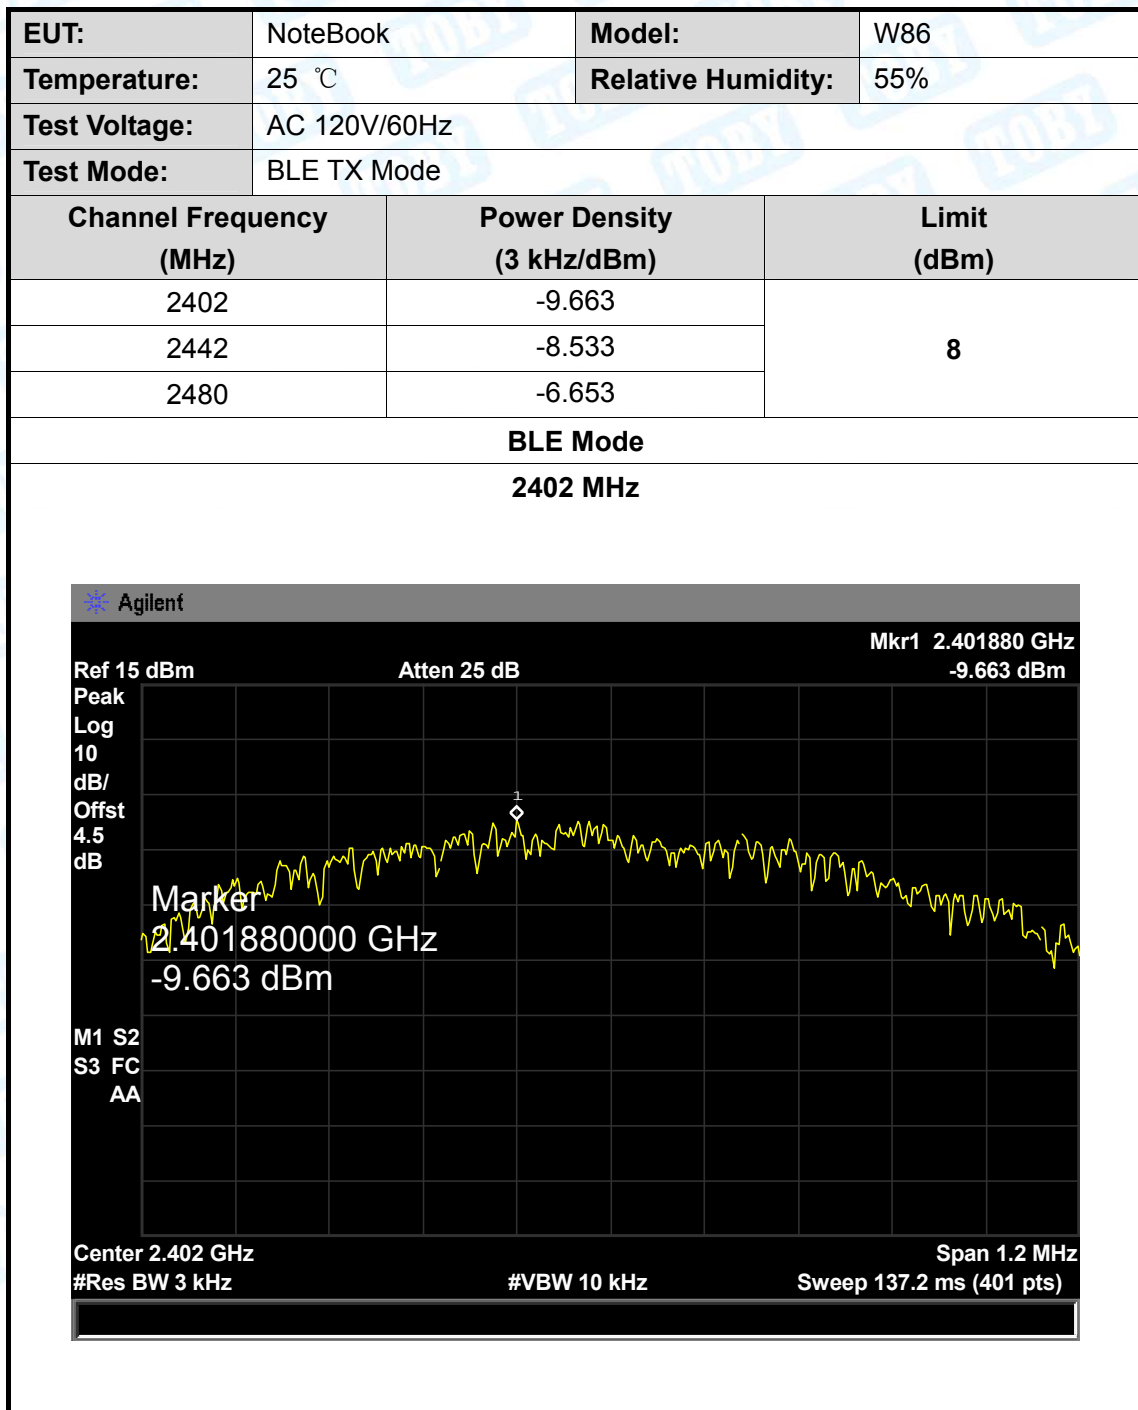 EUT: NoteBook Model: W86
Temperature: 25 ℃ Relative Humidity: 55%
Test Voltage: AC 120V/60Hz
Test Mode: BLE TX Mode
Channel Frequency Power Density Limit
(MHz) (3 kHz/dBm) (dBm)
2402 -9.663
2442 -8.533 8
2480 -6.653
BLE Mode
2402 MHz
Agilent
Mkr1 2.401880 GHz
Ref 15 dBm Atten 25 dB -9.663 dBm
Peak
Log
10
dB/
Offst
4.5
dB
1
Marker
2.401880000 GHz
-9.663 dBm
M1 S2
S3 FC
AA
Center 2.402 GHz Span 1.2 MHz
#Res BW 3 kHz #VBW 10 kHz Sweep 137.2 ms (401 pts)
TOBY